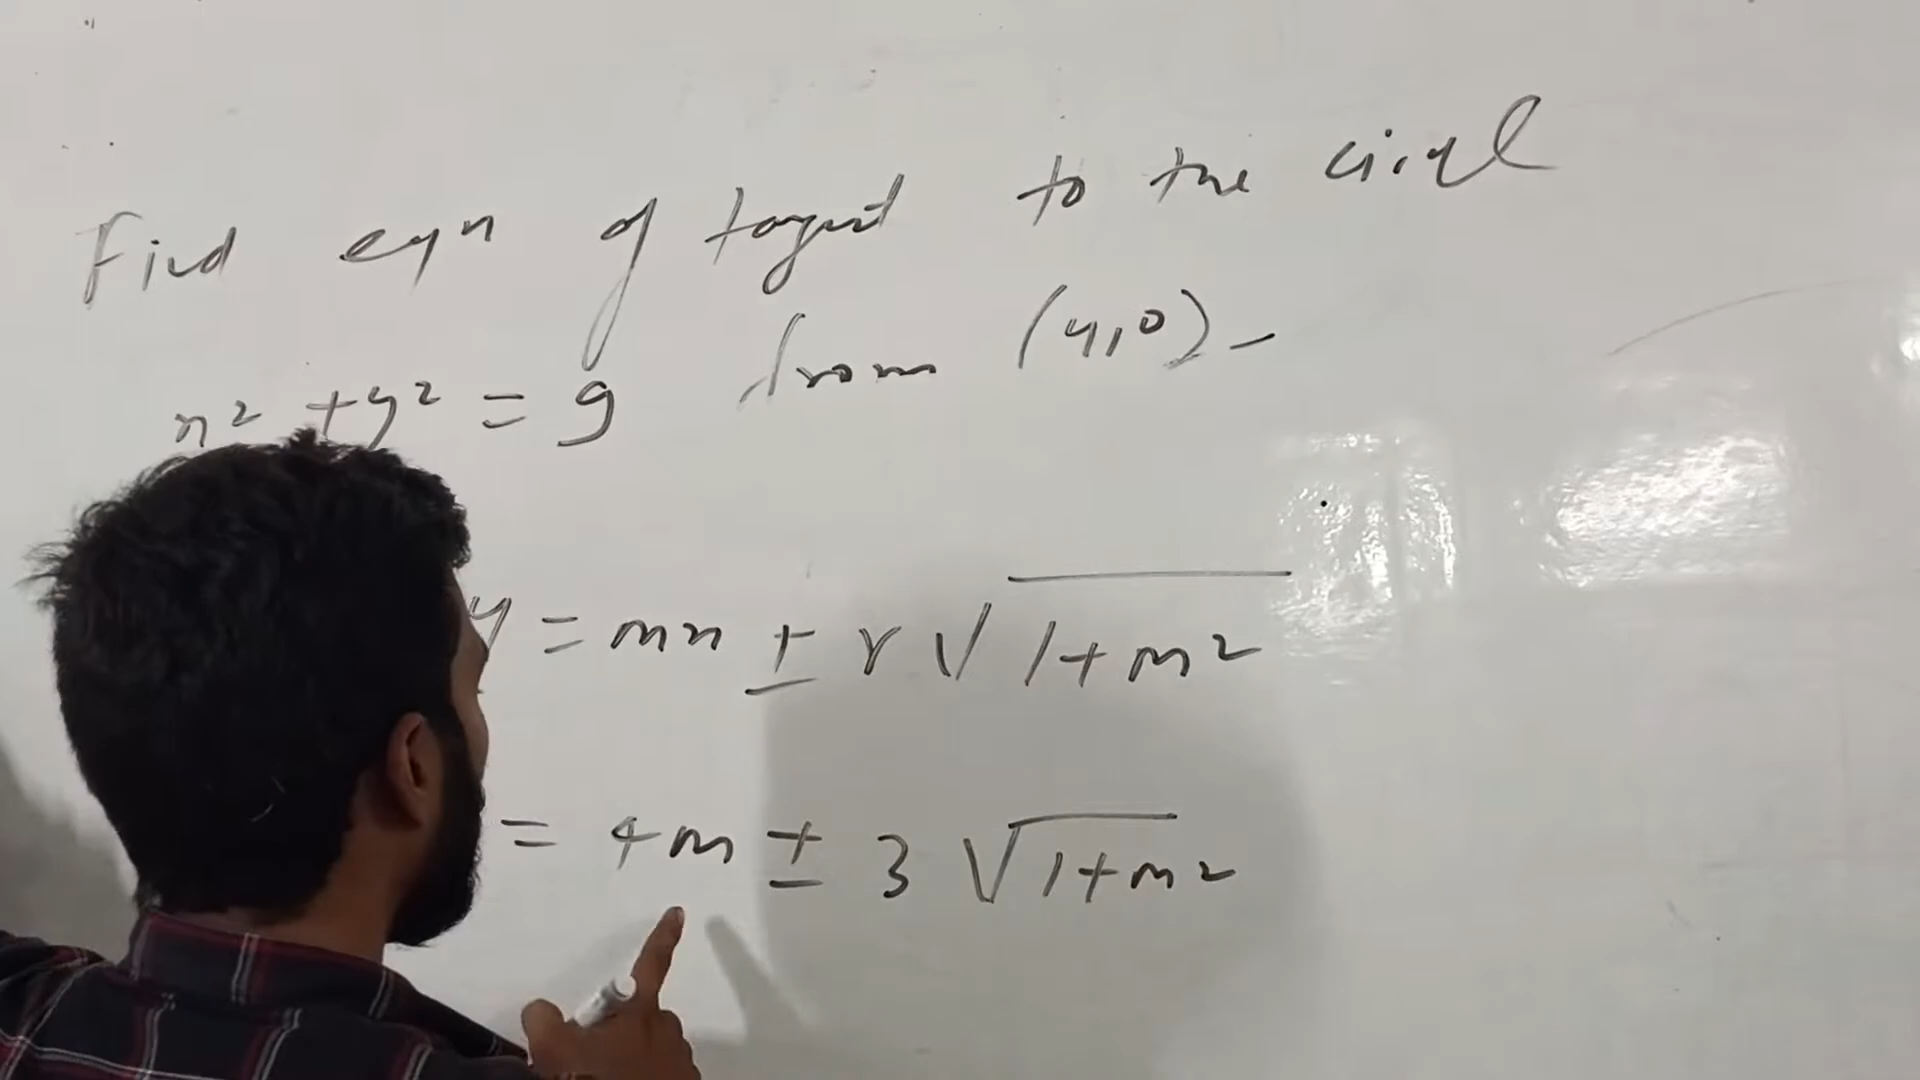 Find eqn of tangent to the circle
x² + y² = 9 from (4,0) -
y = mx ± r √1+m²
= 4m ± 3 √1+m²